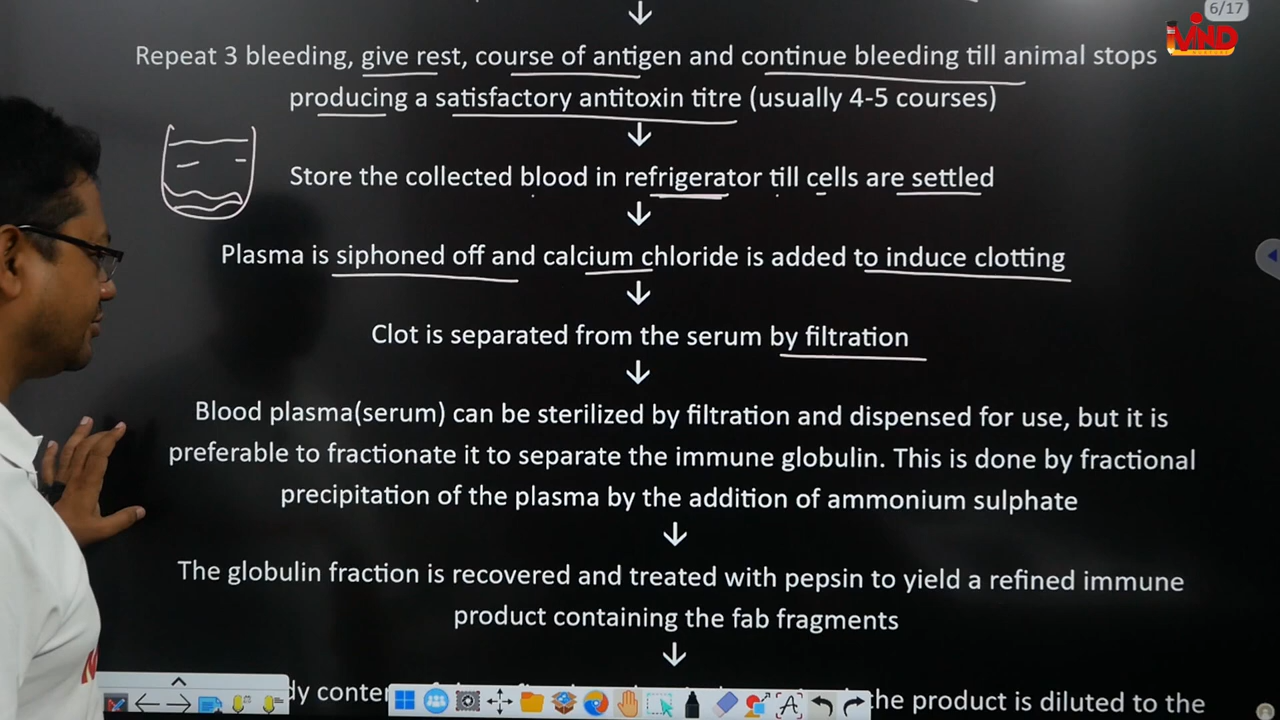 6/17
MIND
Repeat 3 bleeding, give rest, course of antigen and continue bleeding till animal stops
producing a satisfactory antitoxin titre (usually 4-5 courses)
Store the collected blood in refrigerator till cells are settled
Plasma is siphoned off and calcium chloride is added to induce clotting
Clot is separated from the serum by filtration
Blood plasma(serum) can be sterilized by filtration and dispensed for use, but it is
preferable to fractionate it to separate the immune globulin. This is done by fractional
precipitation of the plasma by the addition of ammonium sulphate
The globulin fraction is recovered and treated with pepsin to yield a refined immune
product containing the fab fragments
the product is diluted to the